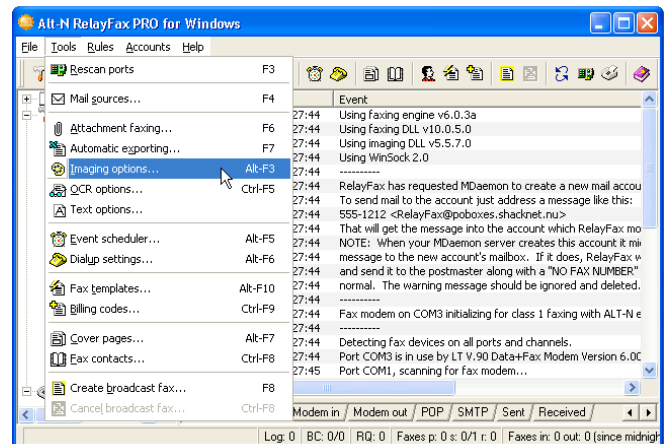 Alt-N RelayFax PRO for Windows
File Tools Rules Accounts Help
Rescan ports F3
Mail sources... F4
Attachment faxing... F6
Automatic exporting... F7
Imaging options... Alt-F3
OCR options... Ctrl-F5
Text options...
Event scheduler... Alt-F5
Dialup settings... Alt-F6
Fax templates... Alt-F10
Billing codes... Ctrl-F9
Cover pages... Alt-F7
Fax contacts... Ctrl-F8
Create broadcast fax... F8
Cancel broadcast fax... Ctrl-F8
Event
27:44 Using faxing engine v6.0.3a
27:44 Using faxing DLL v10.0.5.0
27:44 Using imaging DLL v5.5.7.0
27:44 Using WinSock 2.0
27:44 ----------
27:44 RelayFax has requested MDaemon to create a new mail accou
27:44 To send mail to the account just address a message like this:
27:44 555-1212 <RelayFax@poboxes.shacknet.nu>
27:44 That will get the message into the account which RelayFax mo
27:44 NOTE: When your MDaemon server creates this account it mi
27:44 message to the new account's mailbox. If it does, RelayFax w
27:44 and send it to the postmaster along with a "NO FAX NUMBER"
27:44 normal. The warning message should be ignored and deleted.
27:44 ----------
27:44 Fax modem on COM3 initializing for class 1 faxing with ALT-N e
27:44 ----------
27:44 Detecting fax devices on all ports and channels.
27:44 Port COM3 is in use by LT V.90 Data+Fax Modem Version 6.00
27:45 Port COM1, scanning for fax modem...
Modem in / Modem out / POP / SMTP / Sent / Received /
Log: 0 BC: 0/0 RQ: 0 Faxes p: 0 s: 0/1 r: 0 Faxes in: 0 out: 0 (since midnigh